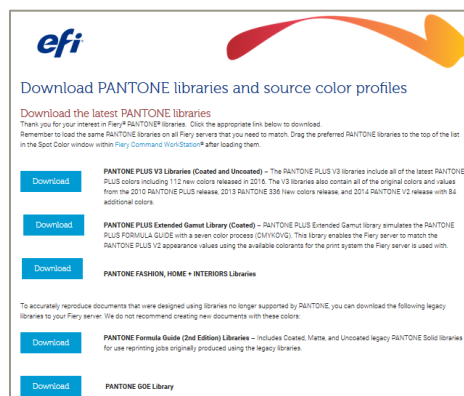 efi
Download PANTONE libraries and source color profiles
Download the latest PANTONE libraries
Thank you for your interest in Fiery® PANTONE® libraries. Click the appropriate link below to download.
Remember to load the same PANTONE libraries on all Fiery servers that you need to match. Drag the preferred PANTONE libraries to the top of the list
in the Spot Color window within Fiery Command WorkStation® after loading them.
Download
PANTONE PLUS V3 Libraries (Coated and Uncoated) – The PANTONE PLUS V3 libraries include all of the latest PANTONE
PLUS colors including 112 new colors released in 2016. The V3 libraries also contain all of the original colors and values
from the 2010 PANTONE PLUS release, 2013 PANTONE 336 New colors release, and 2014 PANTONE V2 release with 84
additional colors.
Download
PANTONE PLUS Extended Gamut Library (Coated) – PANTONE PLUS Extended Gamut library simulates the PANTONE
PLUS FORMULA GUIDE with a seven color process (CMYKOVG). This library enables the Fiery server to match the
PANTONE PLUS V2 appearance values using the available colorants for the print system the Fiery server is used with.
Download
PANTONE FASHION, HOME + INTERIORS Libraries
To accurately reproduce documents that were designed using libraries no longer supported by PANTONE, you can download the following legacy
libraries to your Fiery server. We do not recommend creating new documents with these colors:
Download
PANTONE Formula Guide (2nd Edition) Libraries – Includes Coated, Matte, and Uncoated legacy PANTONE Solid libraries
for use reprinting jobs originally produced using the legacy libraries.
Download
PANTONE GOE Library